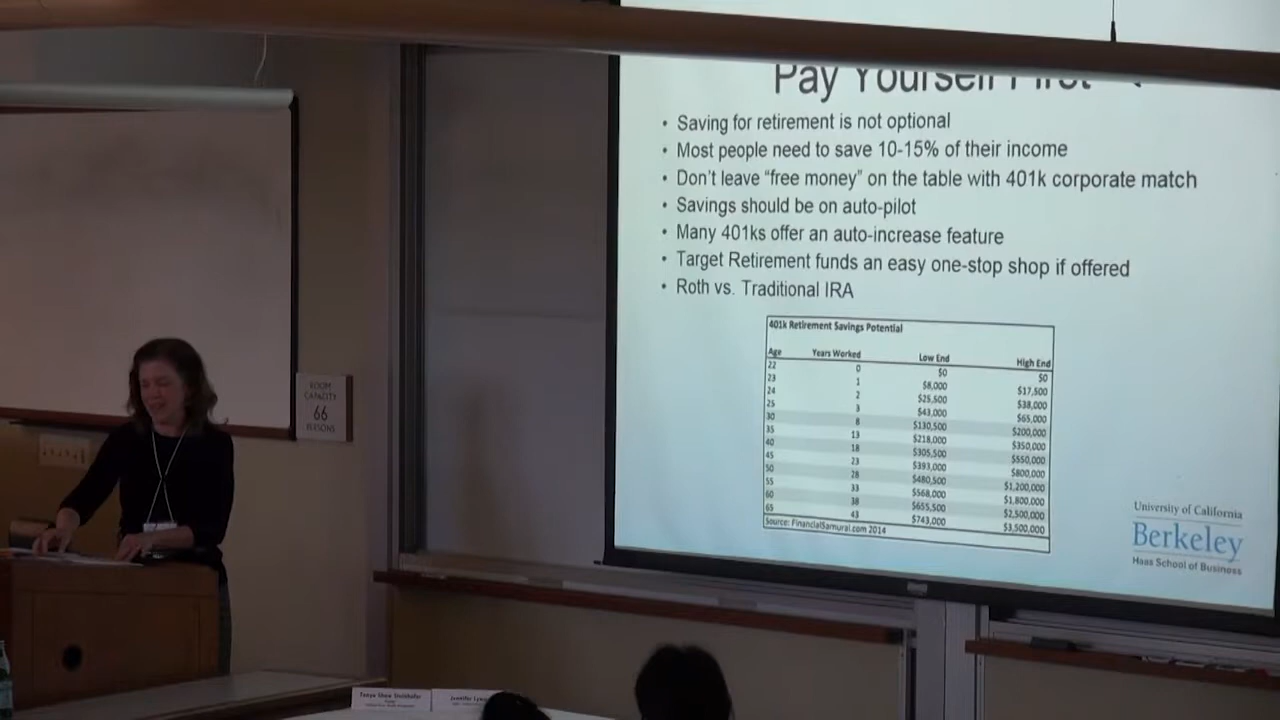 Pay Yourself First
• Saving for retirement is not optional
• Most people need to save 10-15% of their income
• Don't leave "free money" on the table with 401k corporate match
• Savings should be on auto-pilot
• Many 401ks offer an auto-increase feature
• Target Retirement funds an easy one-stop shop if offered
• Roth vs. Traditional IRA
401k Retirement Savings Potential
Age Years Worked Low End High End
22 0 $0 $0
23 1 $8,000 $17,500
24 2 $25,500 $38,000
25 3 $43,000 $65,000
30 8 $130,500 $200,000
35 13 $218,000 $350,000
40 18 $305,500 $550,000
45 23 $393,000 $800,000
50 28 $480,500 $1,200,000
55 33 $568,000 $1,800,000
60 38 $655,500 $2,500,000
65 43 $743,000 $3,500,000
Source: FinancialSamurai.com 2014
University of California
Berkeley
Haas School of Business
ROOM
CAPACITY
66
PERSONS
Jennifer